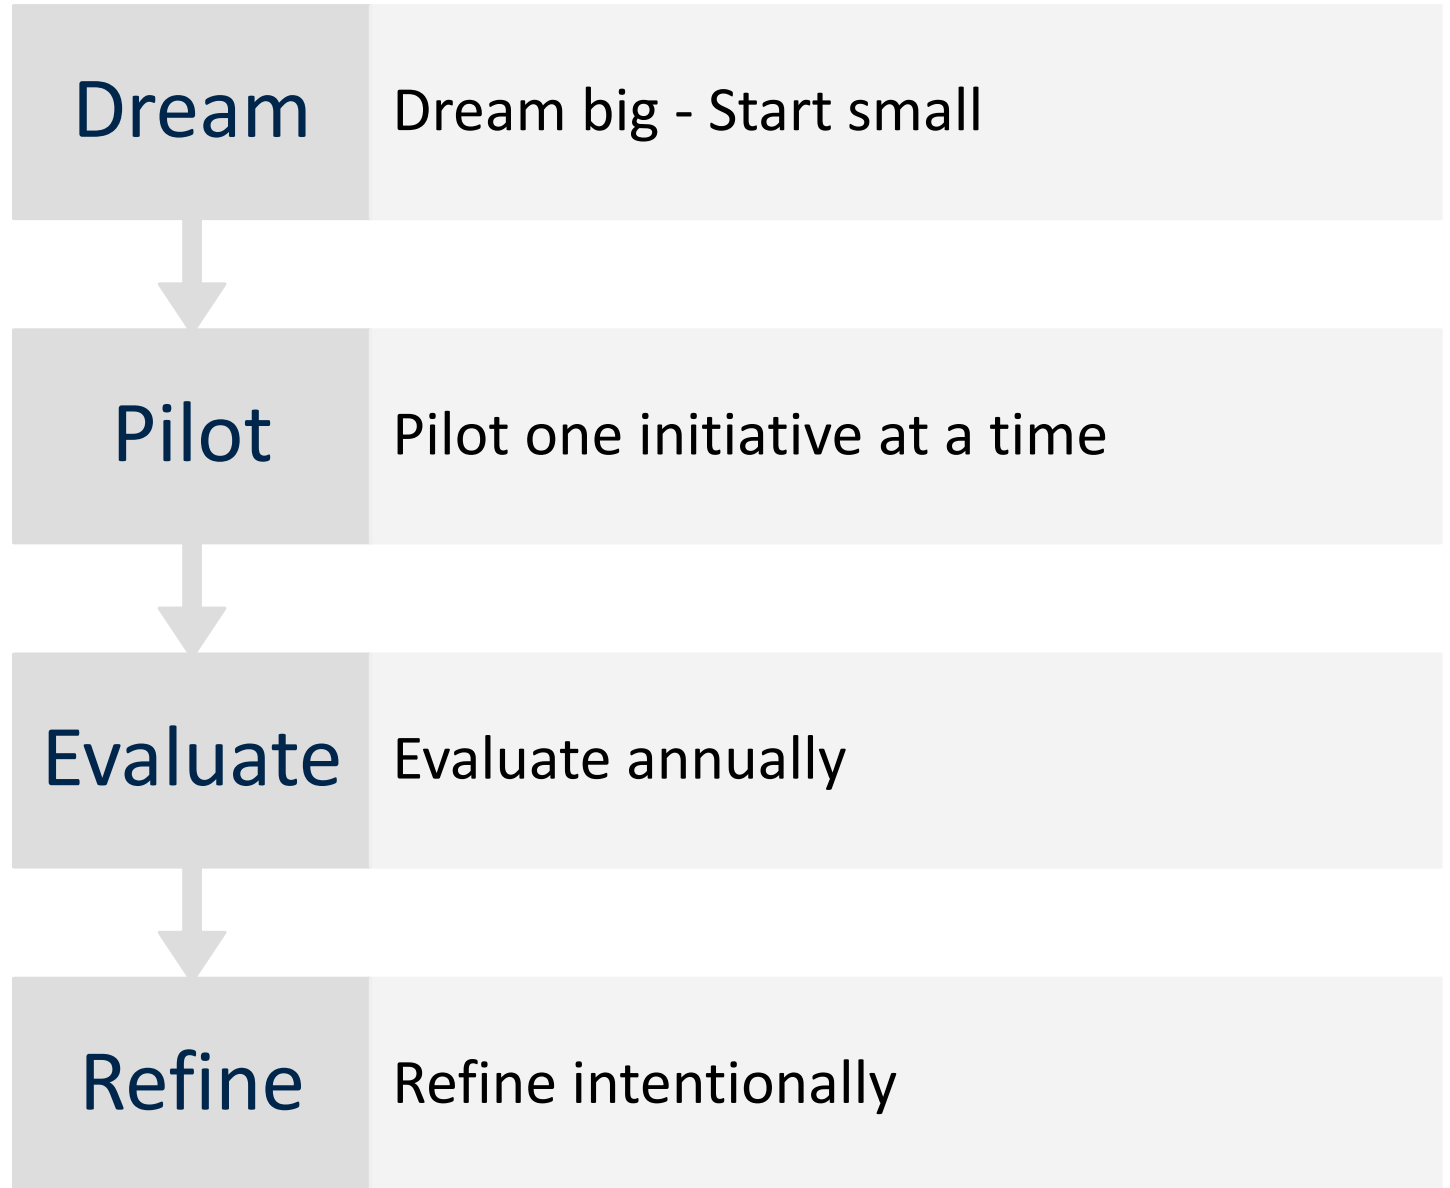 Dream
Dream big - Start small
Pilot
Pilot one initiative at a time
Evaluate
Evaluate annually
Refine
Refine intentionally